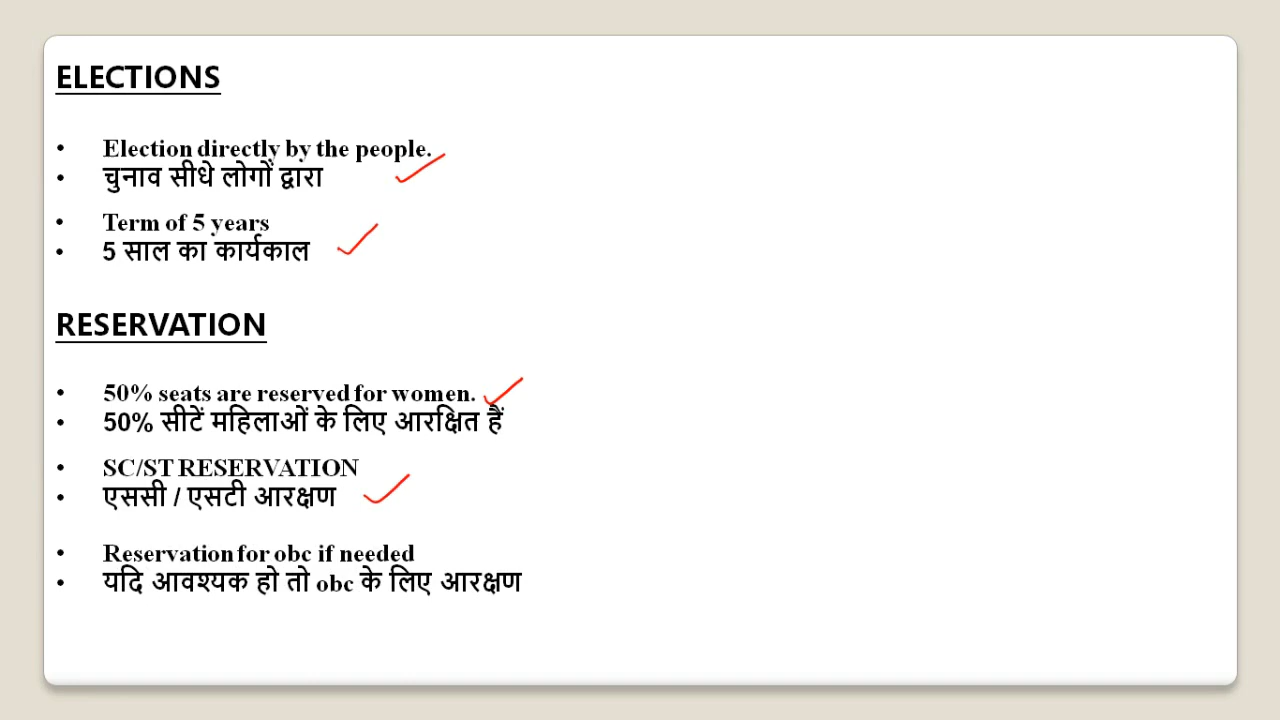 ELECTIONS
• Election directly by the people.
• चुनाव सीधे लोगों द्वारा
• Term of 5 years
• 5 साल का कार्यकाल
RESERVATION
• 50% seats are reserved for women.
• 50% सीटें महिलाओं के लिए आरक्षित हैं
• SC/ST RESERVATION
• एससी / एसटी आरक्षण
• Reservation for obc if needed
• यदि आवश्यक हो तो obc के लिए आरक्षण